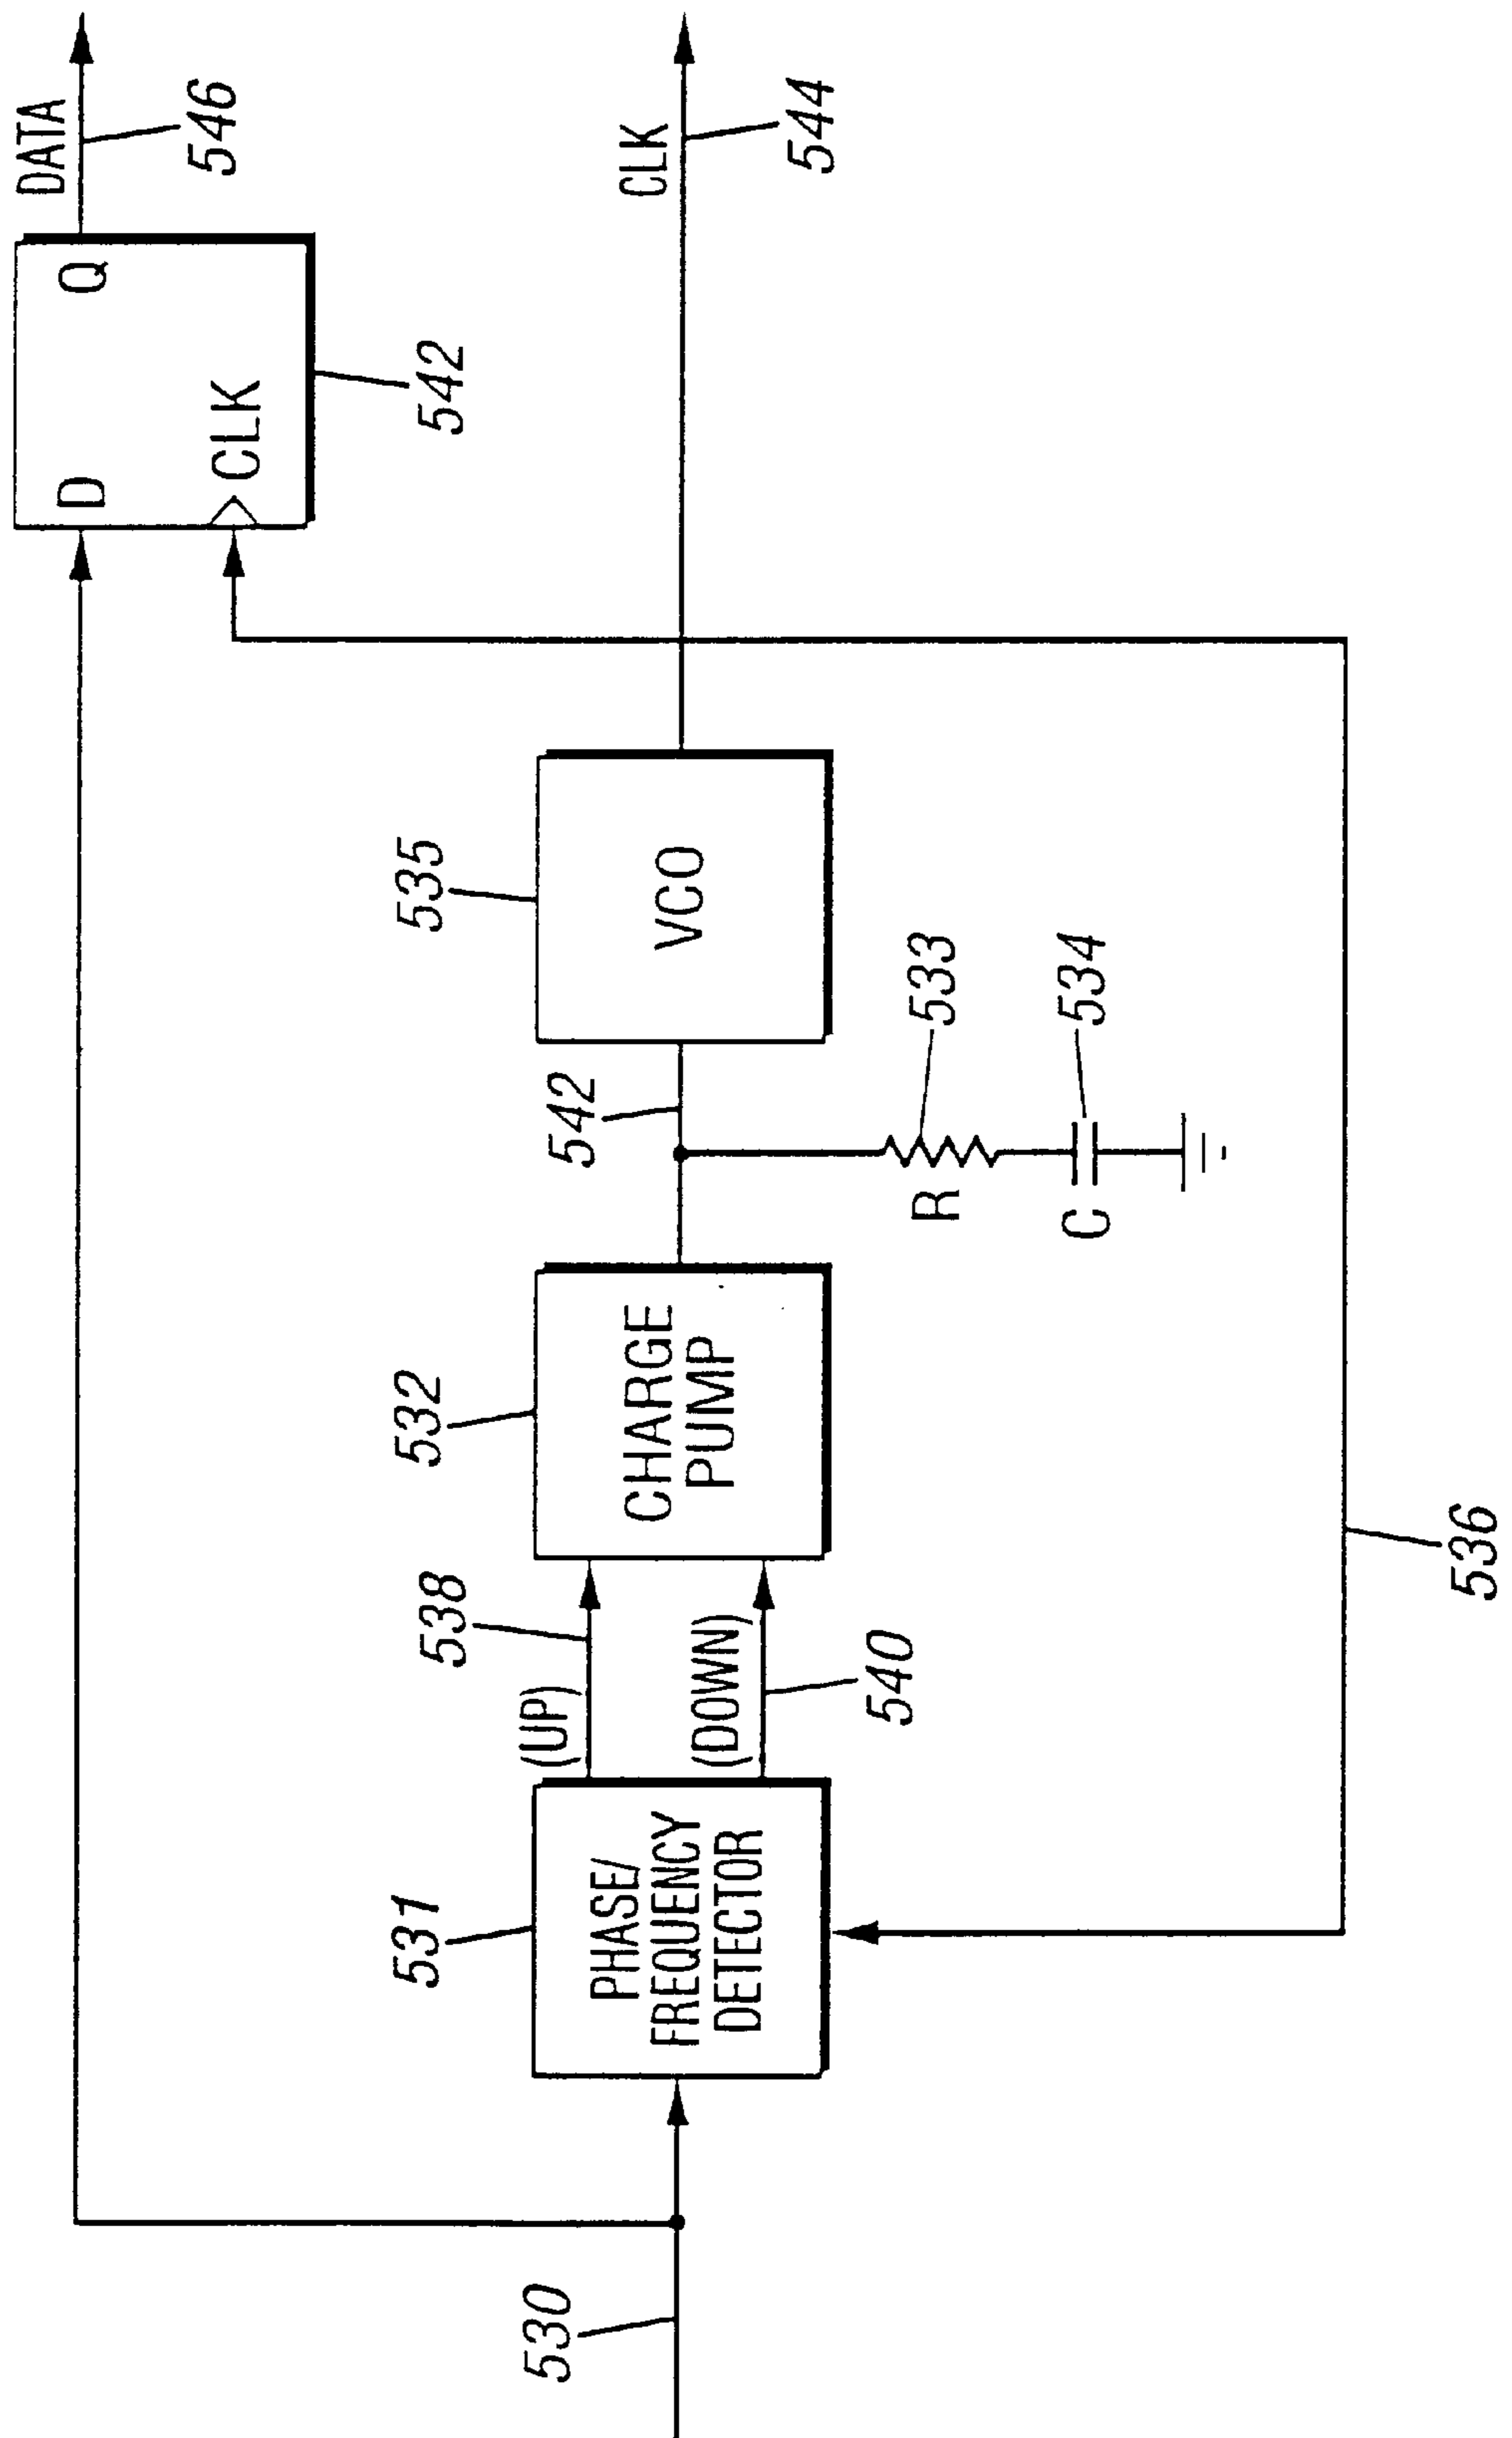 DATA
546
D
Q
CLK
542
CLK
544
535
VCO
542
533
R
534
C
532
CHARGE
PUMP
538
(UP)
(DOWN)
540
531
PHASE/
FREQUENCY
DETECTOR
530
536